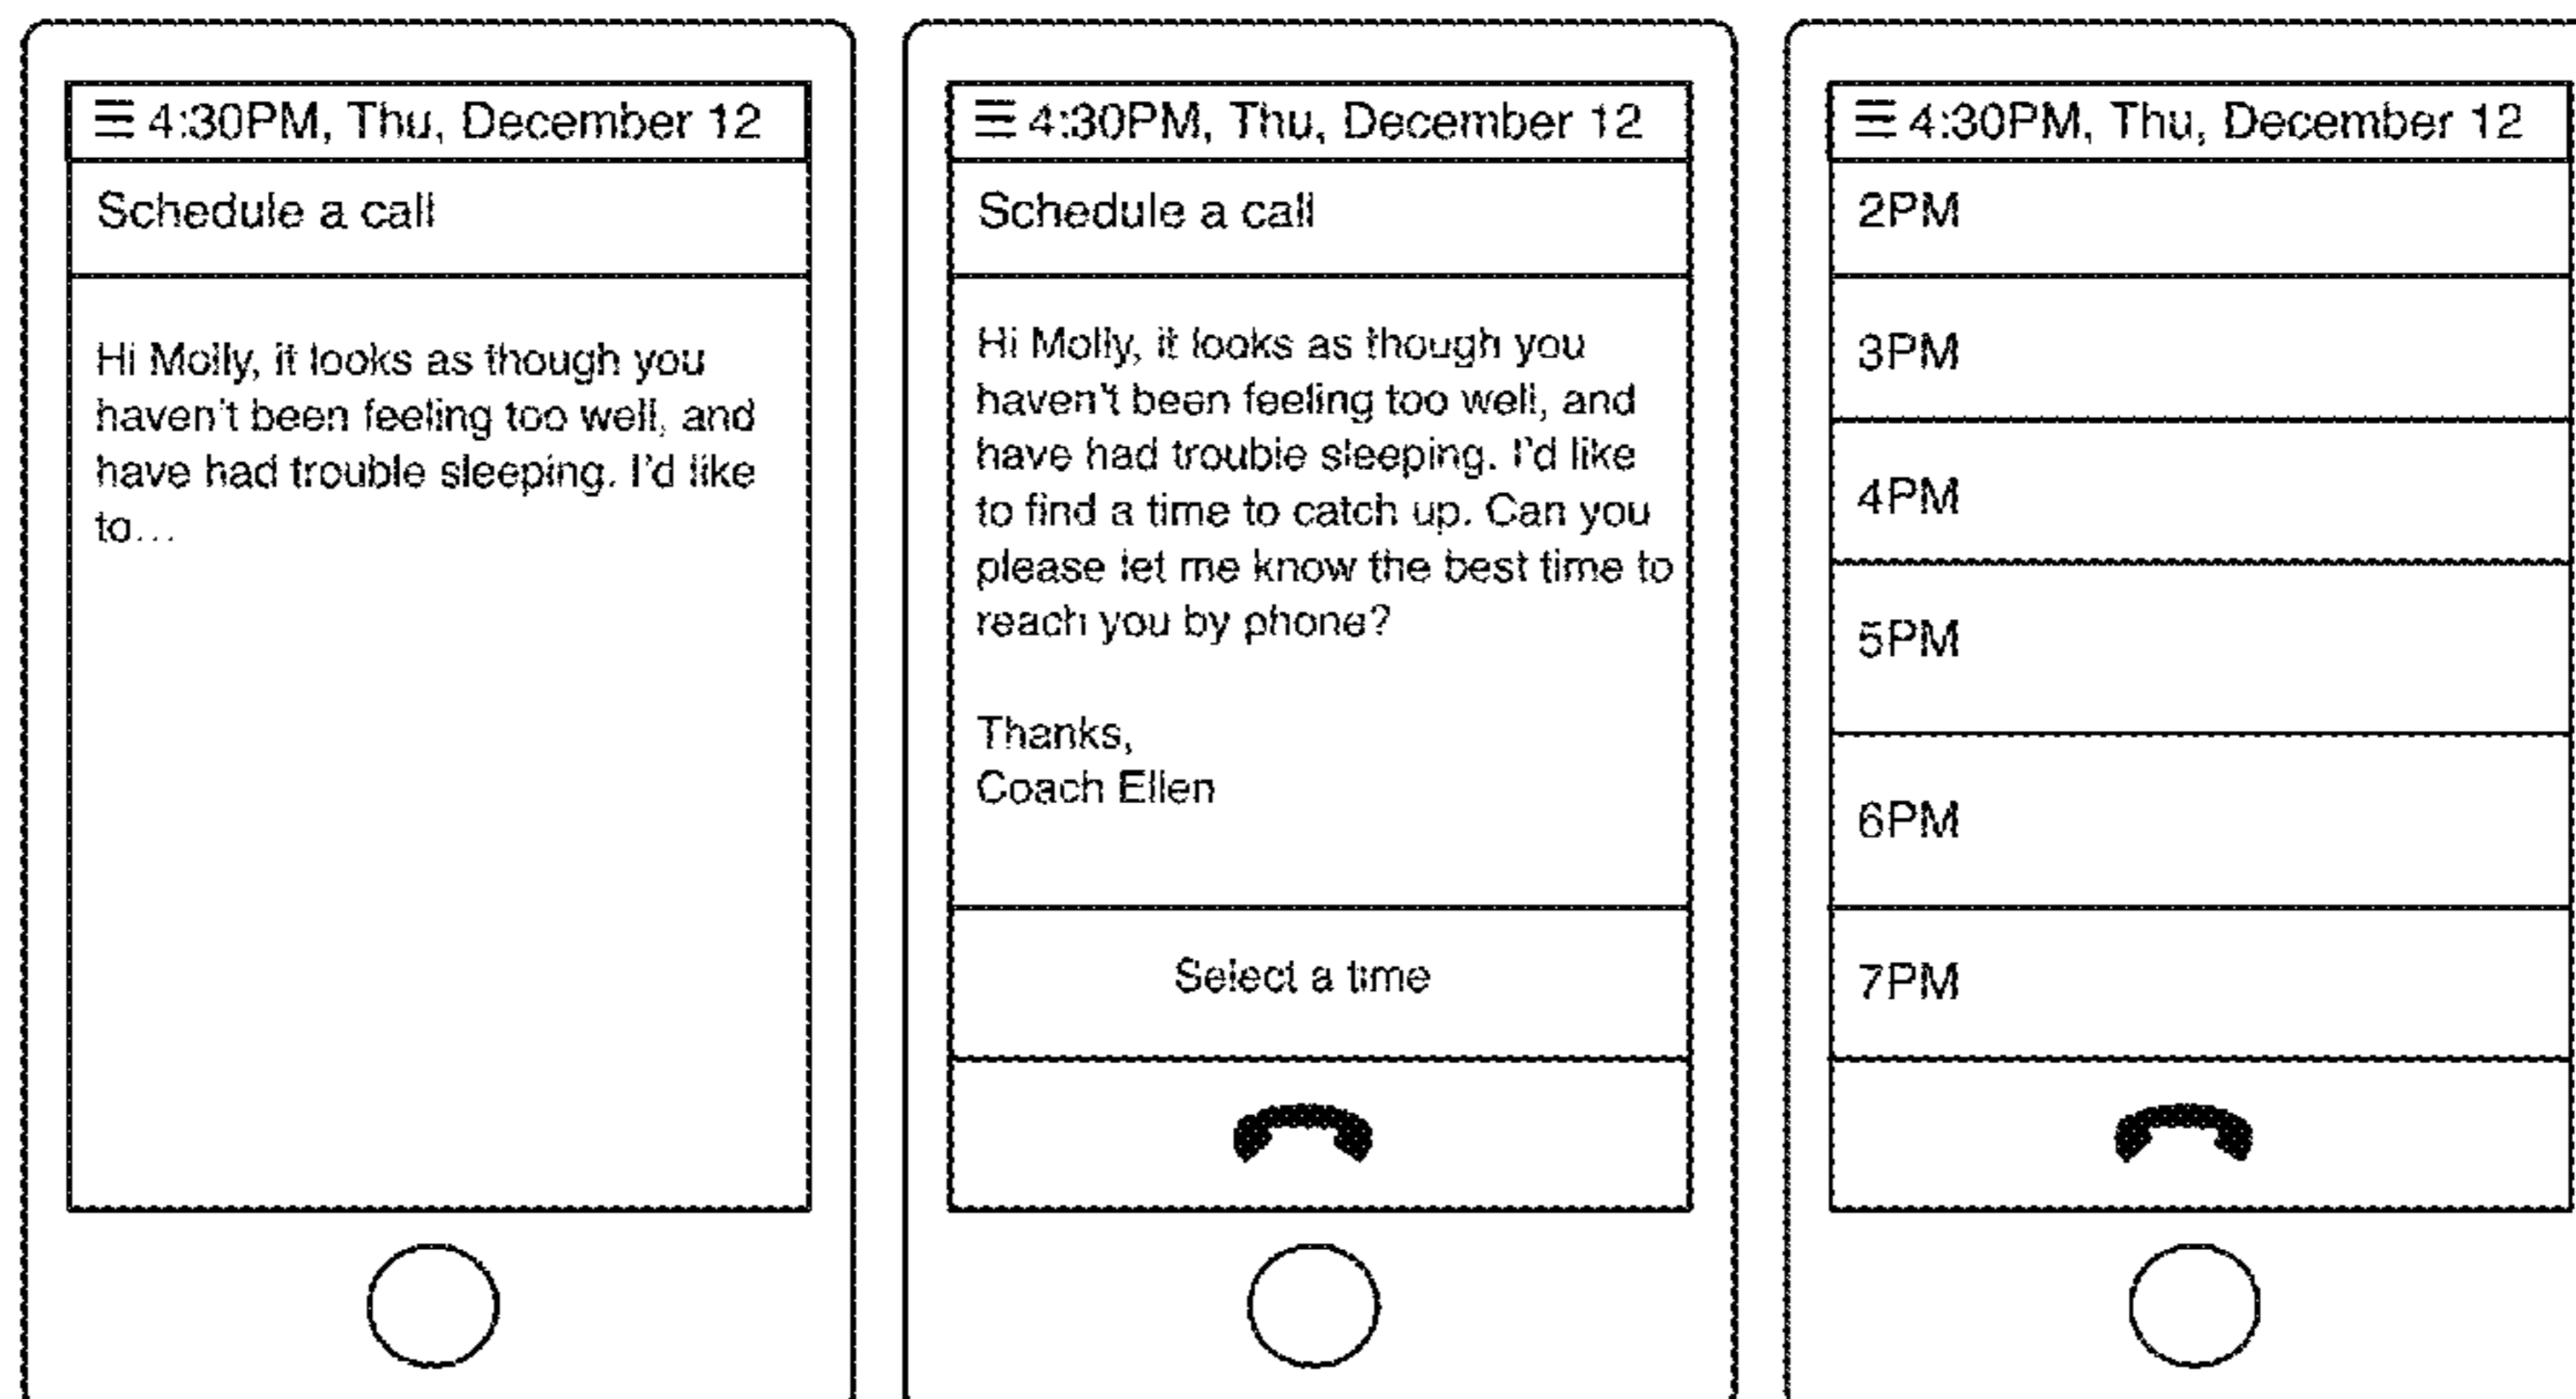 ☰ 4:30PM, Thu, December 12
Schedule a call
Hi Molly, it looks as though you
haven't been feeling too well, and
have had trouble sleeping. I'd like
to...
☰ 4:30PM, Thu, December 12
Schedule a call
Hi Molly, it looks as though you
haven't been feeling too well, and
have had trouble sleeping. I'd like
to find a time to catch up. Can you
please let me know the best time to
reach you by phone?
Thanks,
Coach Ellen
Select a time
☰ 4:30PM, Thu, December 12
2PM
3PM
4PM
5PM
6PM
7PM